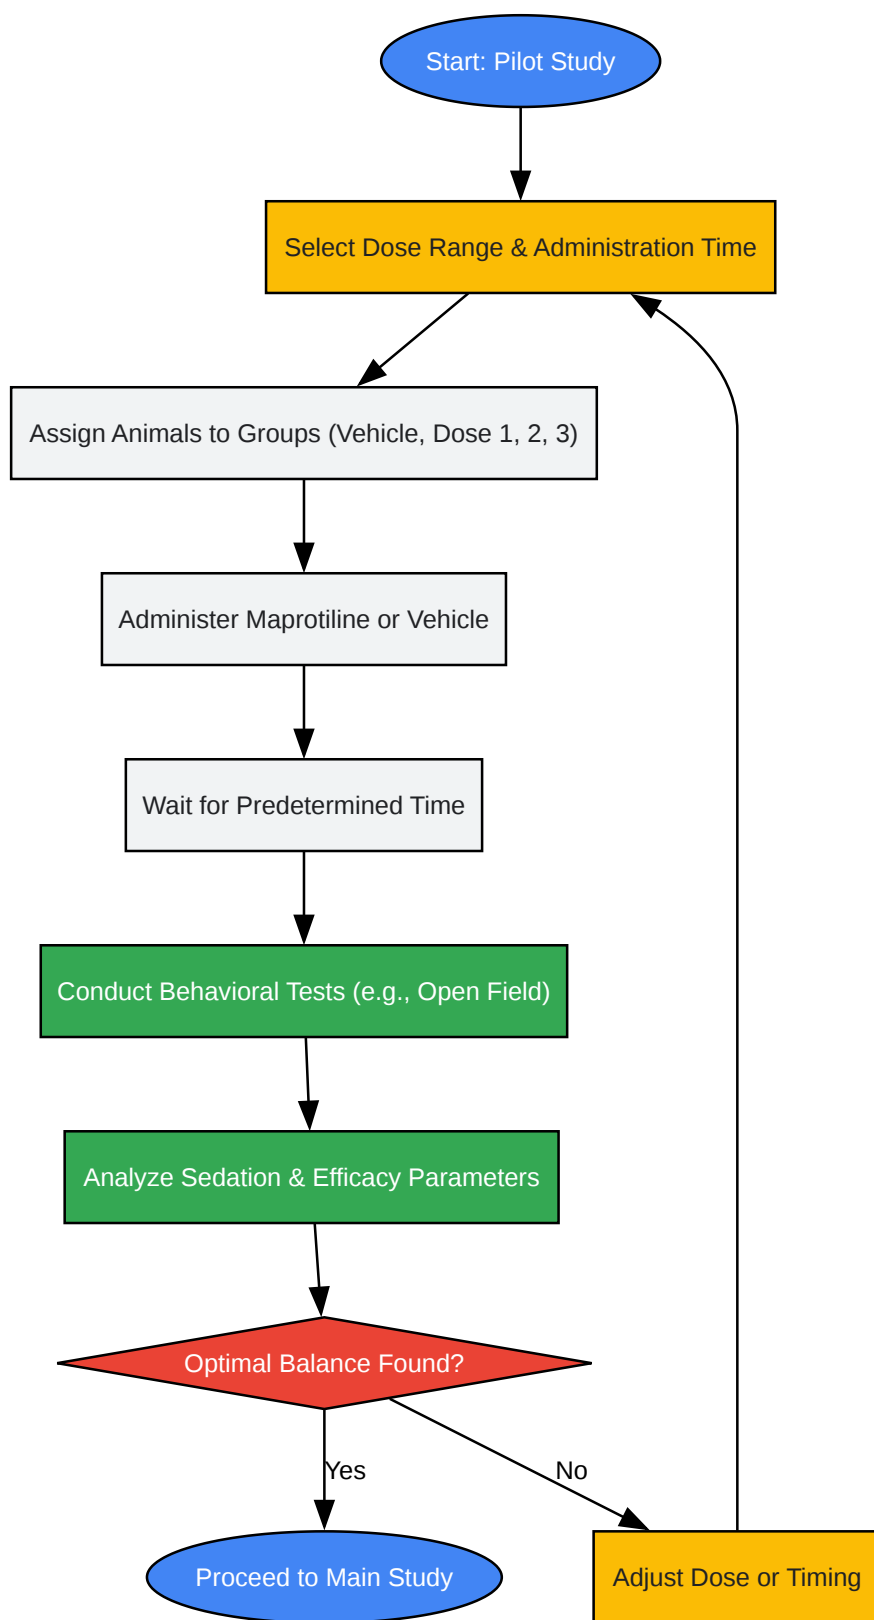 Start: Pilot Study
Select Dose Range & Administration Time
Assign Animals to Groups (Vehicle, Dose 1, 2, 3)
Administer Maprotiline or Vehicle
Wait for Predetermined Time
Conduct Behavioral Tests (e.g., Open Field)
Analyze Sedation & Efficacy Parameters
Optimal Balance Found?
Yes
No
Proceed to Main Study
Adjust Dose or Timing